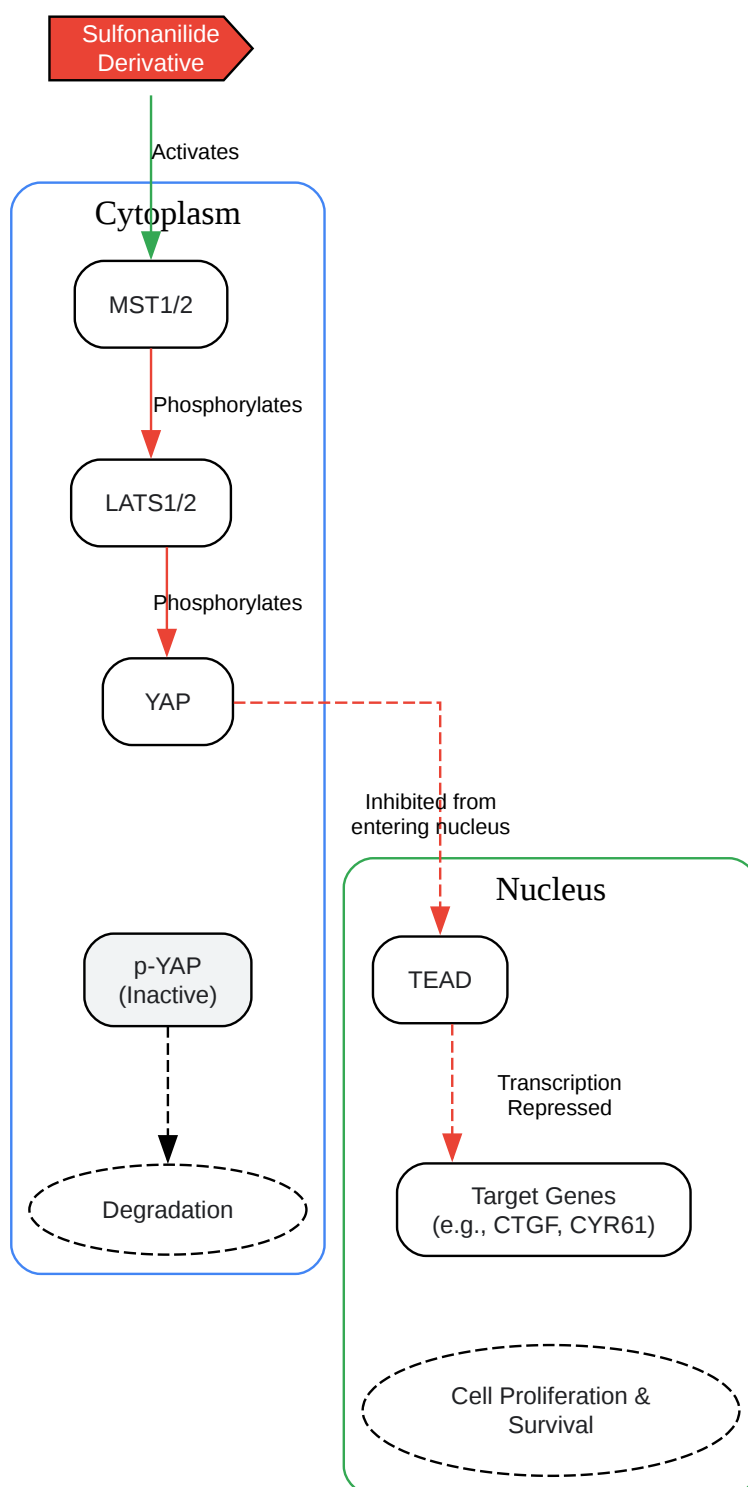 Sulfonanilide
Derivative
Activates
Cytoplasm
MST1/2
Phosphorylates
LATS1/2
Phosphorylates
YAP
Inhibited from
entering nucleus
Nucleus
p-YAP
(Inactive)
TEAD
Transcription
Repressed
Degradation
Target Genes
(e.g., CTGF, CYR61)
Cell Proliferation &
Survival